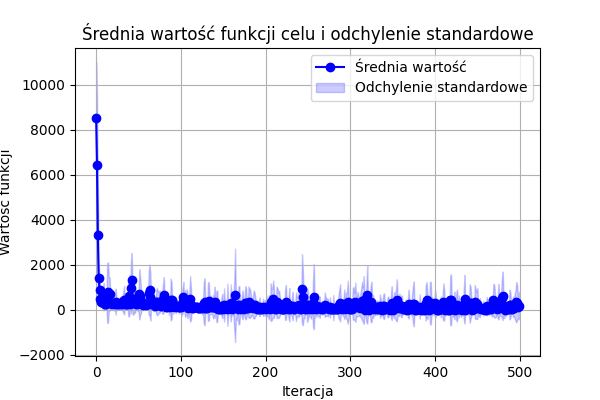 Średnia wartość funkcji celu i odchylenie standardowe
Średnia wartość
Odchylenie standardowe
10000
8000
6000
4000
2000
0
−2000
Wartość funkcji
0 100 200 300 400 500
Iteracja